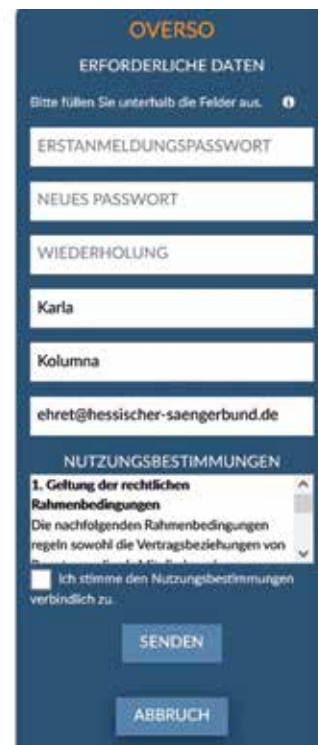 OVERSO
ERFORDERLICHE DATEN
Bitte füllen Sie unterhalb die Felder aus.
ERSTANMELDUNGSPASSWORT
NEUES PASSWORT
WIEDERHOLUNG
Karla
Kolumna
ehret@hessischer-saengerbund.de
NUTZUNGSBESTIMMUNGEN
1. Geltung der rechtlichen
Rahmenbedingungen
Die nachfolgenden Rahmenbedingungen
regeln sowohl die Vertragsbeziehungen von
Ich stimme den Nutzungsbestimmungen
verbindlich zu.
SENDEN
ABBRUCH